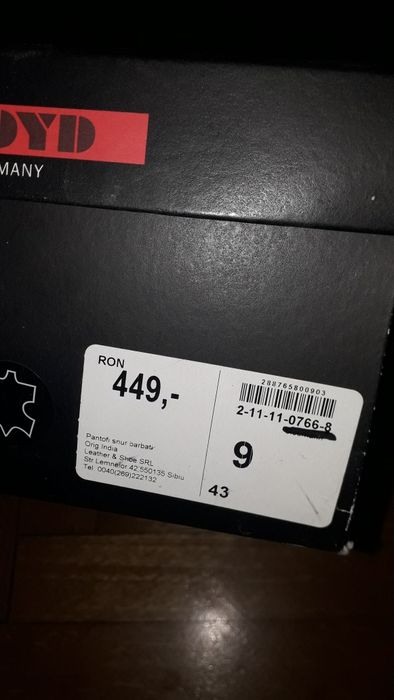 OYD
MANY
RON
449,-
Pantofi snur barbati
Orig.India
Leather & Shoe SRL
Str Lemnelor 42,550135 Sibiu
Tel. 0040(269)222132
288765800903
2-11-11-0766-8
9
43